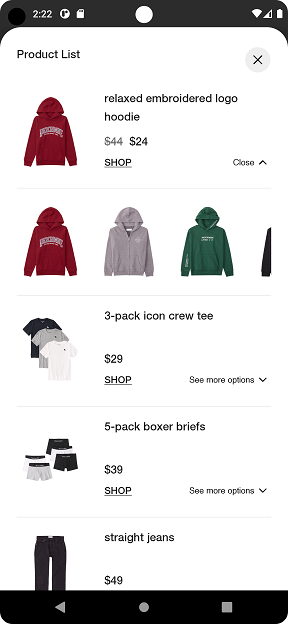 2:22
Product List
relaxed embroidered logo
hoodie
$44 $24
SHOP
Close
3-pack icon crew tee
$29
SHOP
See more options
5-pack boxer briefs
$39
SHOP
See more options
straight jeans
$49